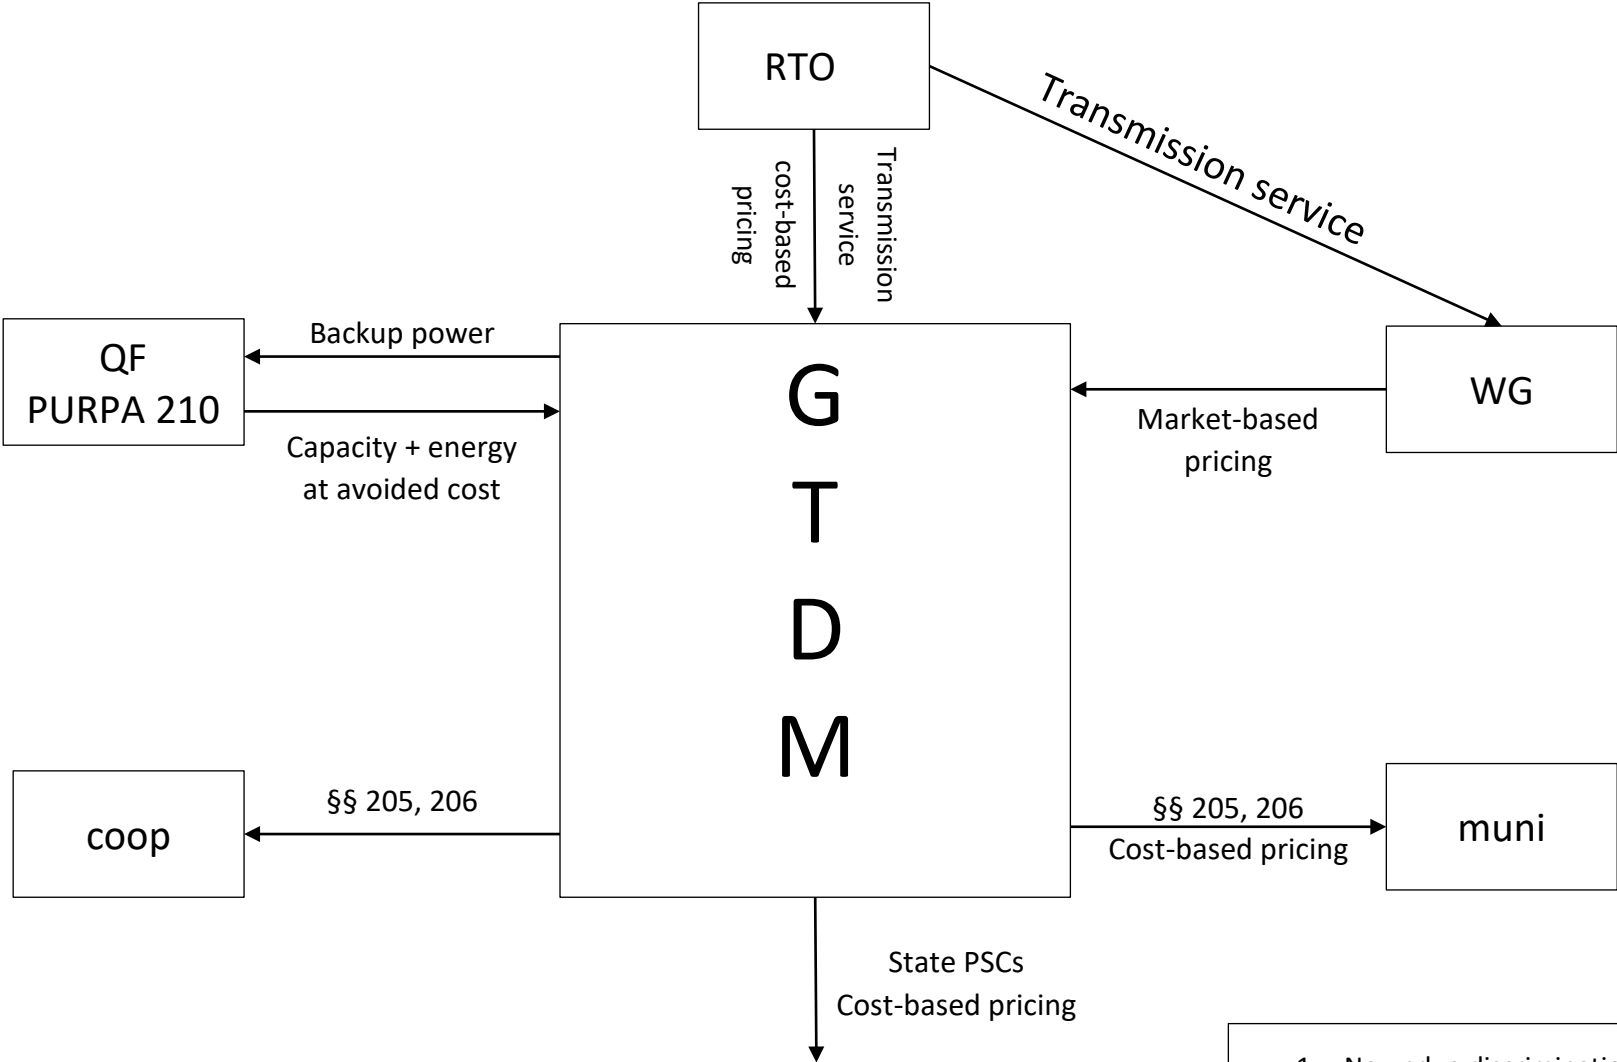 RTO
Transmission service
Transmission
service
cost-based
pricing
QF
PURPA 210
Backup power
Capacity + energy
at avoided cost
G
T
D
M
WG
Market-based
pricing
coop
§§ 205, 206
§§ 205, 206
Cost-based pricing
muni
State PSCs
Cost-based pricing